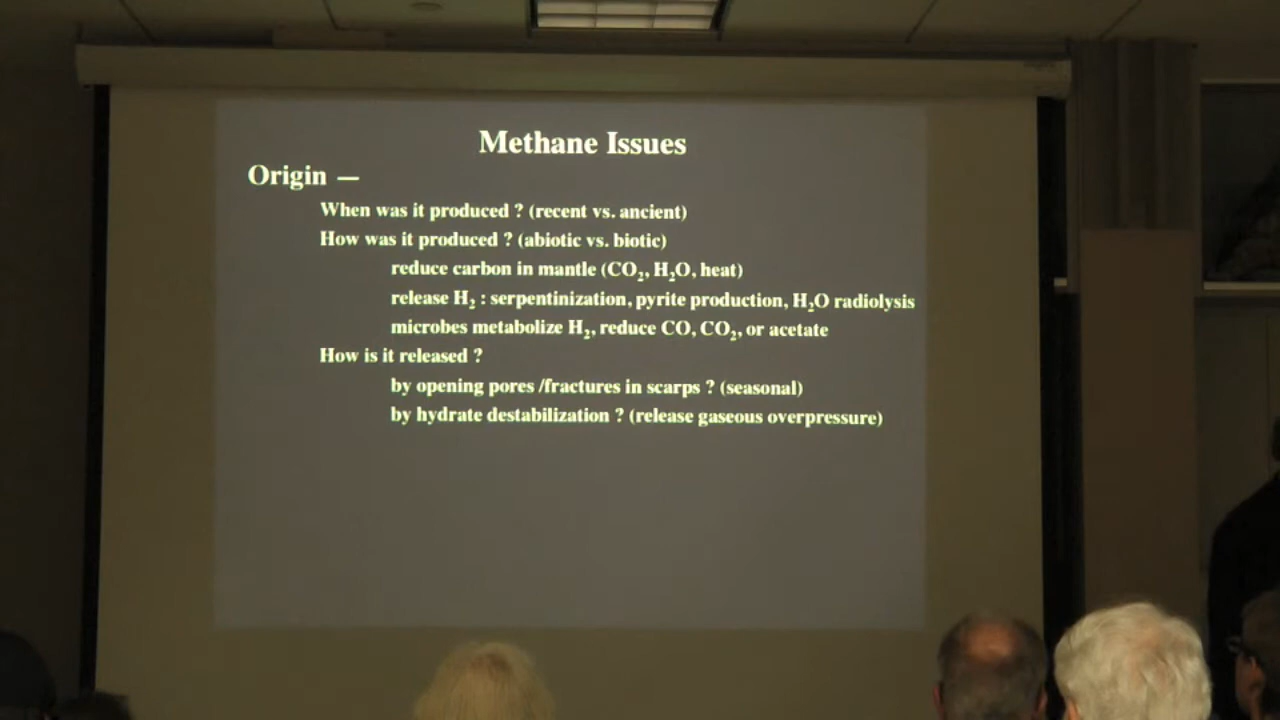 Methane Issues
Origin —
When was it produced ? (recent vs. ancient)
How was it produced ? (abiotic vs. biotic)
reduce carbon in mantle (CO₂, H₂O, heat)
release H₂ : serpentinization, pyrite production, H₂O radiolysis
microbes metabolize H₂, reduce CO, CO₂, or acetate
How is it released ?
by opening pores /fractures in scarps ? (seasonal)
by hydrate destabilization ? (release gaseous overpressure)